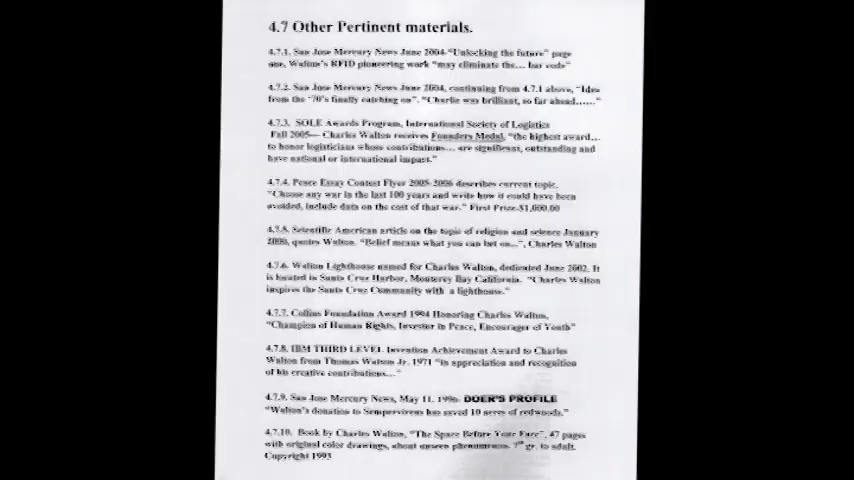 4.7 Other Pertinent materials.
4.7.1. San Jose Mercury News June 2004-"Unlocking the future" page
one, Walton's RFID pioneering work "may eliminate the... bar code"
4.7.2. San Jose Mercury News June 2004, continuing from 4.7.1 above, "Idea
from the '70's finally catching on". "Charlie was brilliant, so far ahead......"
4.7.3. SOLE Awards Program, International Society of Logistics
Fall 2005— Charles Walton receives Founders Medal, "the highest award...
to honor logisticians whose contributions... are significant, outstanding and
have national or international impact."
4.7.4. Peace Essay Contest Flyer 2005-2006 describes current topic.
"Choose any war in the last 100 years and write how it could have been
avoided, include data on the cost of that war." First Prize-$1,000.00
4.7.5. Scientific American article on the topic of religion and science January
2006, quotes Walton. "Belief means what you can bet on...", Charles Walton
4.7.6. Walton Lighthouse named for Charles Walton, dedicated June 2002. It
is located in Santa Cruz Harbor, Monterey Bay California. "Charles Walton
inspires the Santa Cruz Community with a lighthouse."
4.7.7. Collins Foundation Award 1994 Honoring Charles Walton,
"Champion of Human Rights, Investor in Peace, Encourager of Youth"
4.7.8. IBM THIRD LEVEL Invention Achievement Award to Charles
Walton from Thomas Watson Jr. 1971 "in appreciation and recognition
of his creative contributions..."
4.7.9. San Jose Mercury News, May 11, 1996 DOER'S PROFILE
"Walton's donation to Sempervirens has saved 10 acres of redwoods."
4.7.10. Book by Charles Walton, "The Space Before Your Face", 47 pages
with original color drawings, about unseen phenomenon. 7th gr. to adult.
Copyright 1993